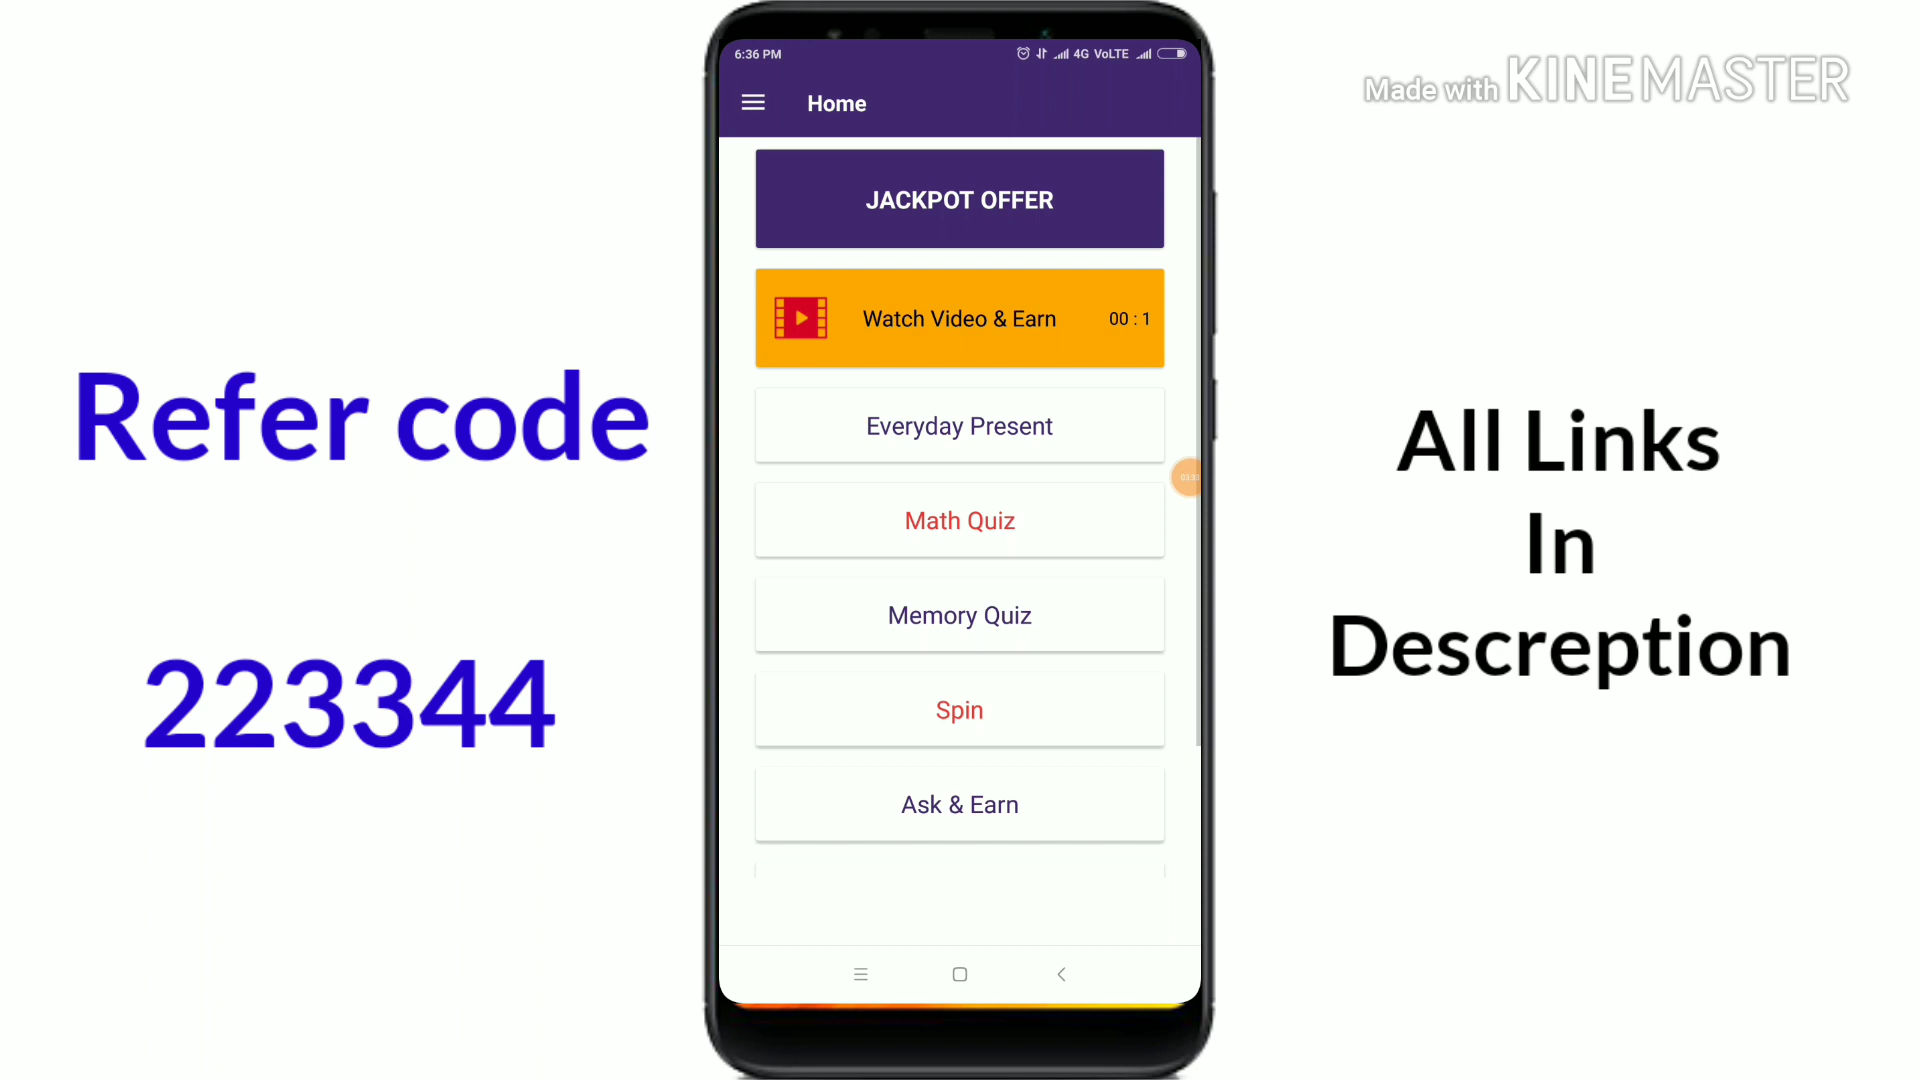 6:36 PM
4G VoLTE
Home
Made with KINEMASTER
JACKPOT OFFER
Watch Video & Earn 00 : 1
Everyday Present
Math Quiz
Memory Quiz
Spin
Ask & Earn
Refer code
223344
All Links
In
Descreption